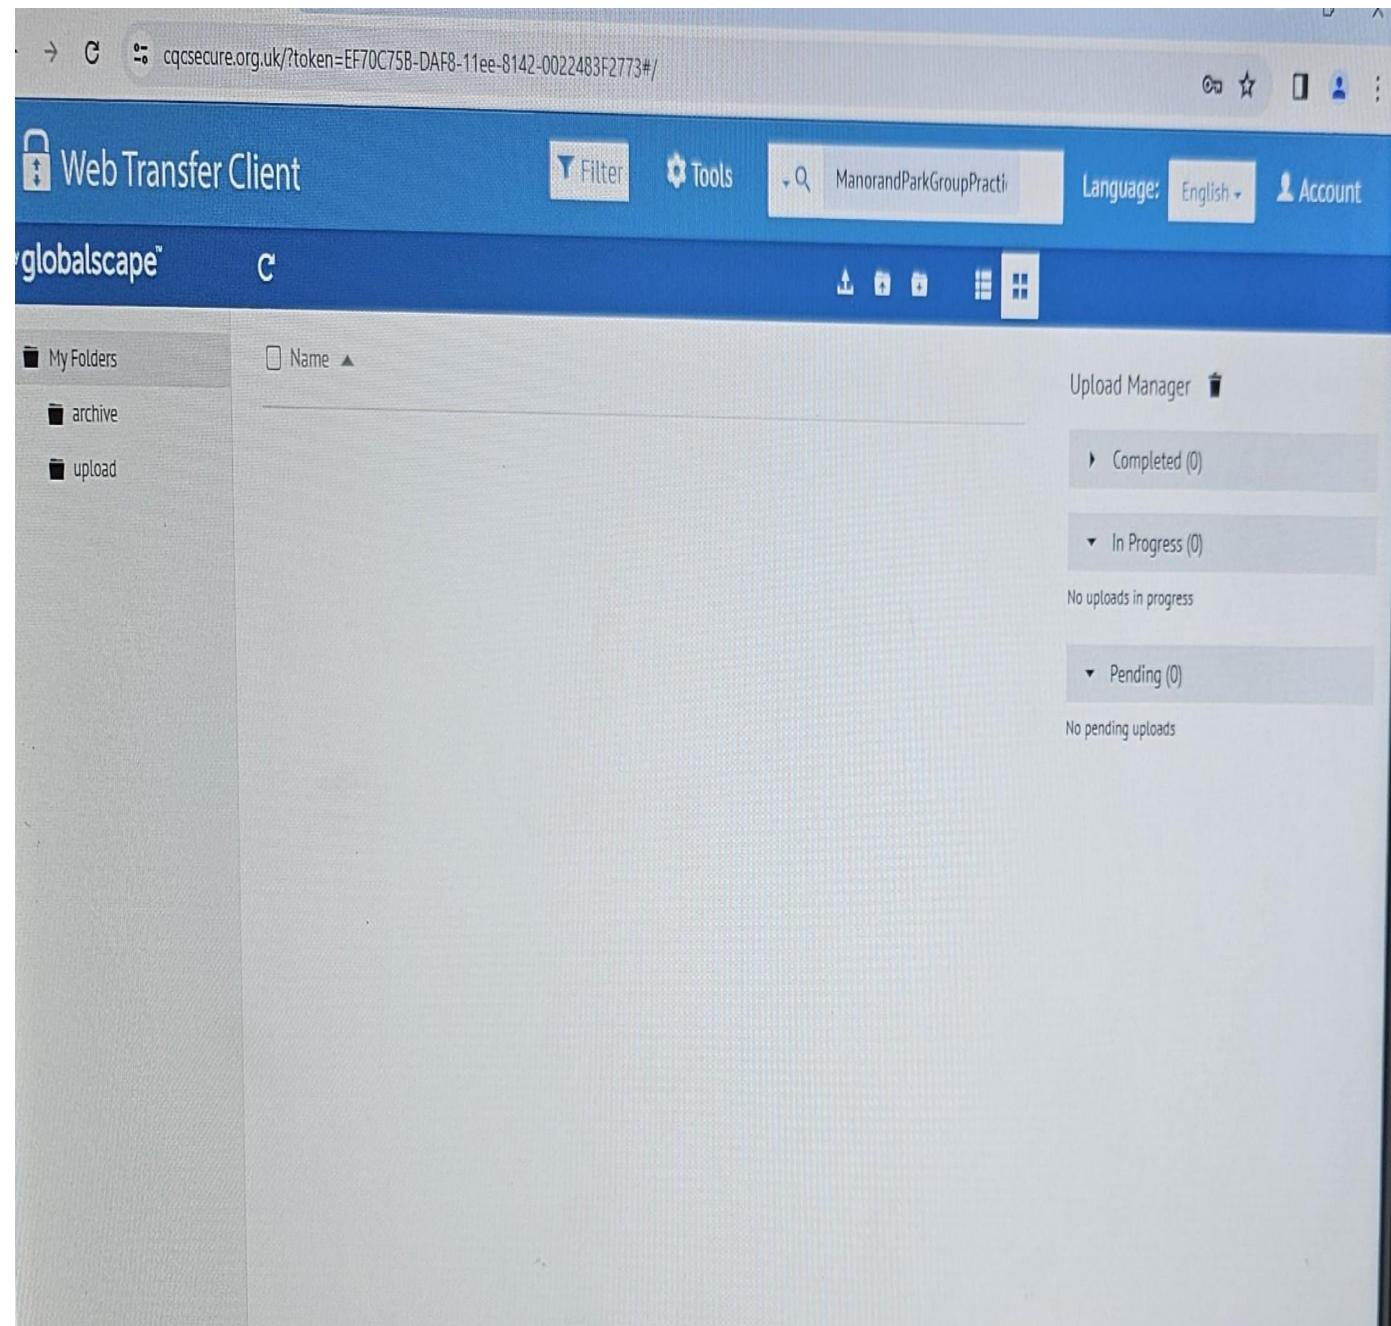 cqcsecure.org.uk/?token=EF70C75B-DAF8-11ee-8142-0022483F2773#/
Web Transfer Client
Filter
Tools
ManorandParkGroupPracti
Language:
English
Account
globalscape™
My Folders
archive
upload
Name
Upload Manager
Completed (0)
In Progress (0)
No uploads in progress
Pending (0)
No pending uploads